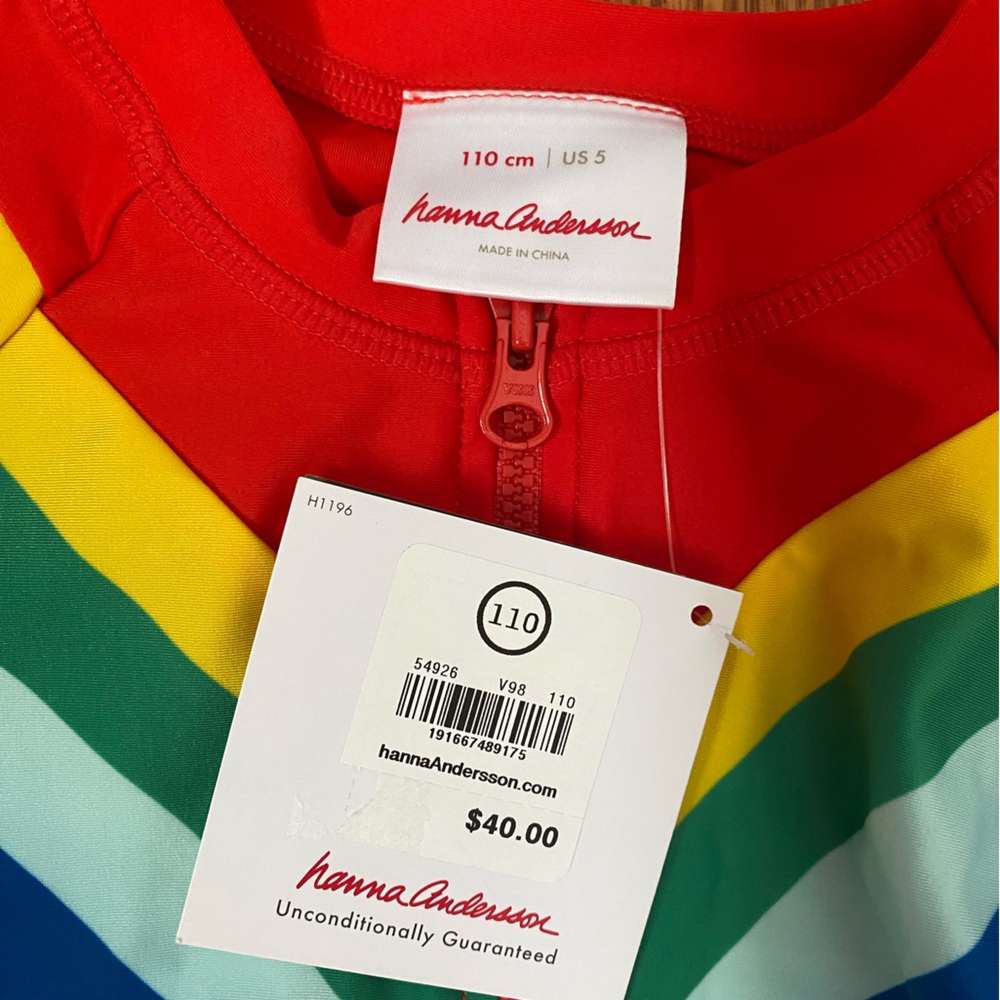 110 cm | US 5
hanna Andersson
MADE IN CHINA
YKK
H1196
110
54926 V98 110
191667489175
hannaAndersson.com
$40.00
hanna Andersson
Unconditionally Guaranteed